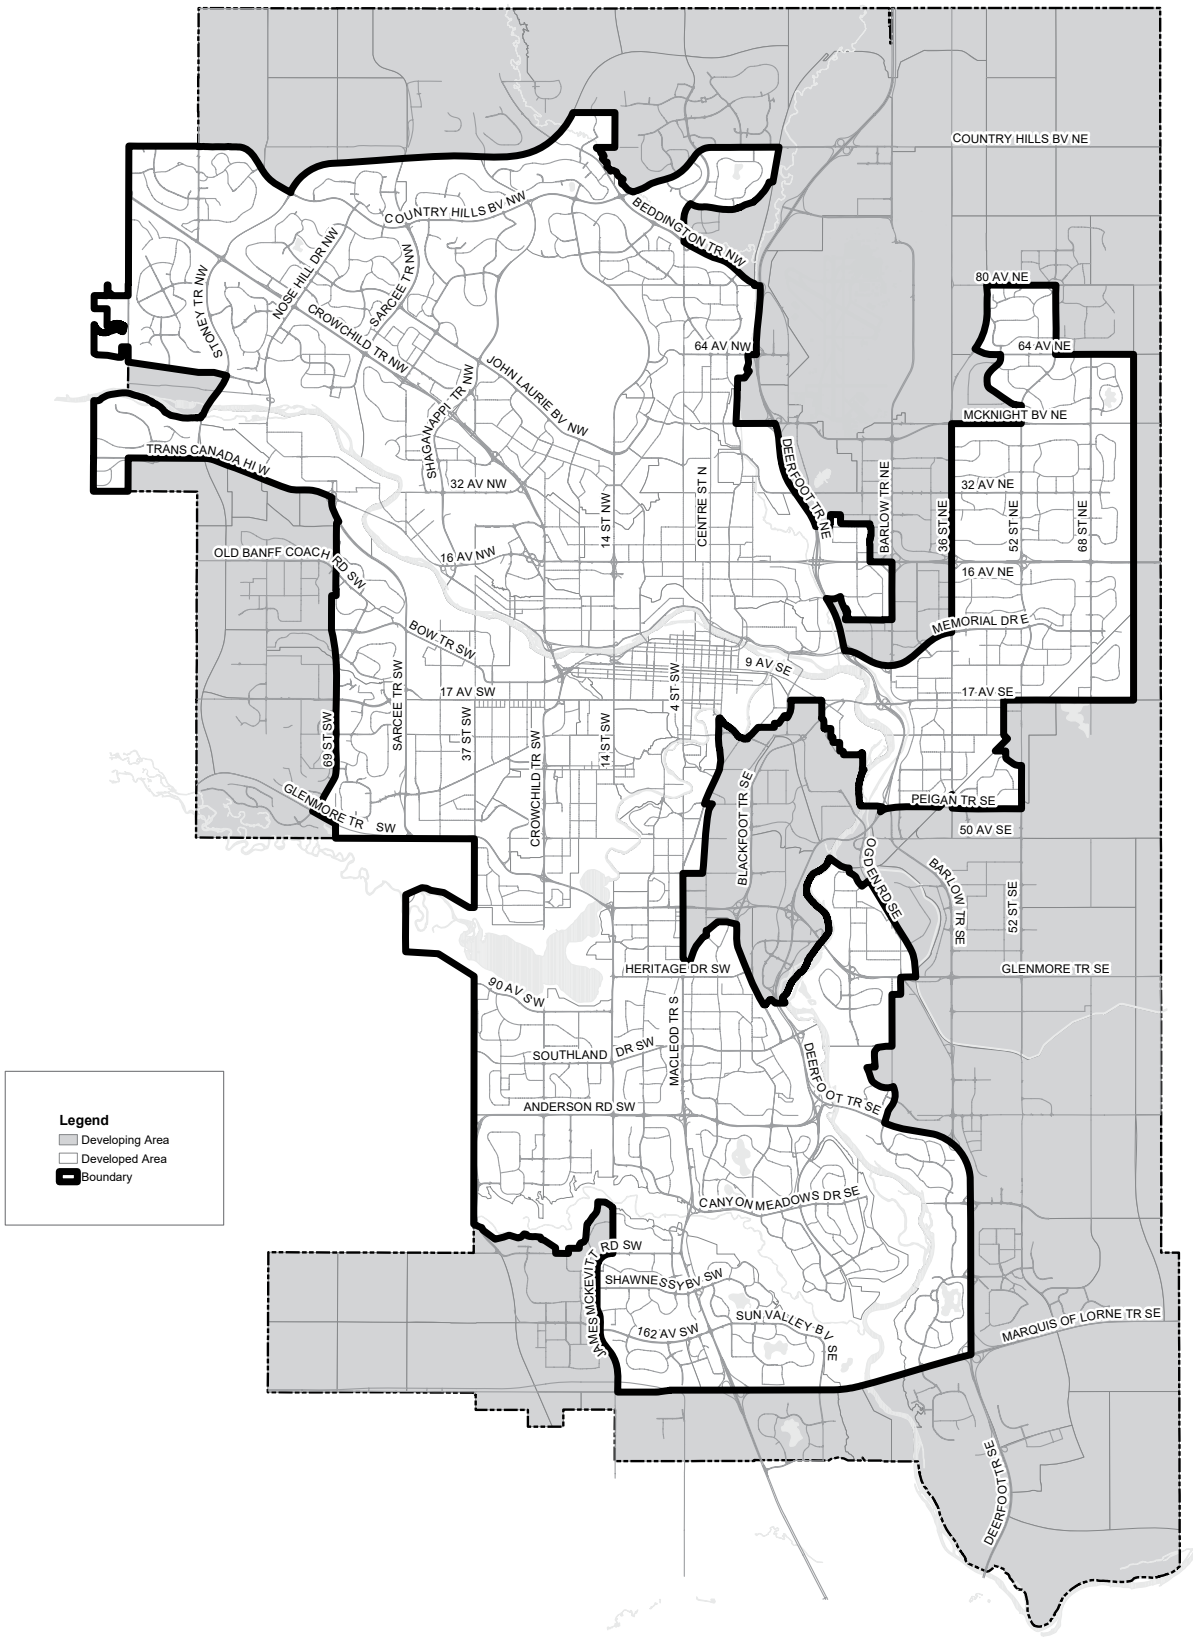 COUNTRY HILLS BV NE
COUNTRY HILLS BV NW
BEDDINGTON TR NW
NOSE HILL DR NW
SARCEE TR NW
STONEY TR NW
80 AV NE
CROWCHILD TR NW
64 AV NW
64 AV NE
JOHN LAURIE BV NW
SHAGANAPPI TR NW
MCKNIGHT BV NE
TRANS CANADA HI W
DEERFOOT TR NE
32 AV NW
32 AV NE
14 ST NW
CENTRE ST N
BARLOW TR NE
36 ST NE
52 ST NE
68 ST NE
OLD BANFF COACH RD SW
16 AV NW
16 AV NE
BOW TR SW
MEMORIAL DR E
9 AV SE
17 AV SW
4 ST SW
17 AV SE
69 ST SW
SARCEE TR SW
37 ST SW
CROWCHILD TR SW
14 ST SW
GLENMORE TR SW
BLACKFOOT TR SE
PEIGAN TR SE
50 AV SE
OGDEN RD SE
BARLOW TR SE
52 ST SE
HERITAGE DR SW
GLENMORE TR SE
90 AV SW
MACLEOD TR S
SOUTHLAND DR SW
DEERFOOT TR SE
ANDERSON RD SW
Legend
Developing Area
Developed Area
Boundary
CANYON MEADOWS DR SE
JAMES MCKEVITT RD SW
SHAWNESSY BV SW
SUN VALLEY BV SE
162 AV SW
MARQUIS OF LORNE TR SE
DEERFOOT TR SE